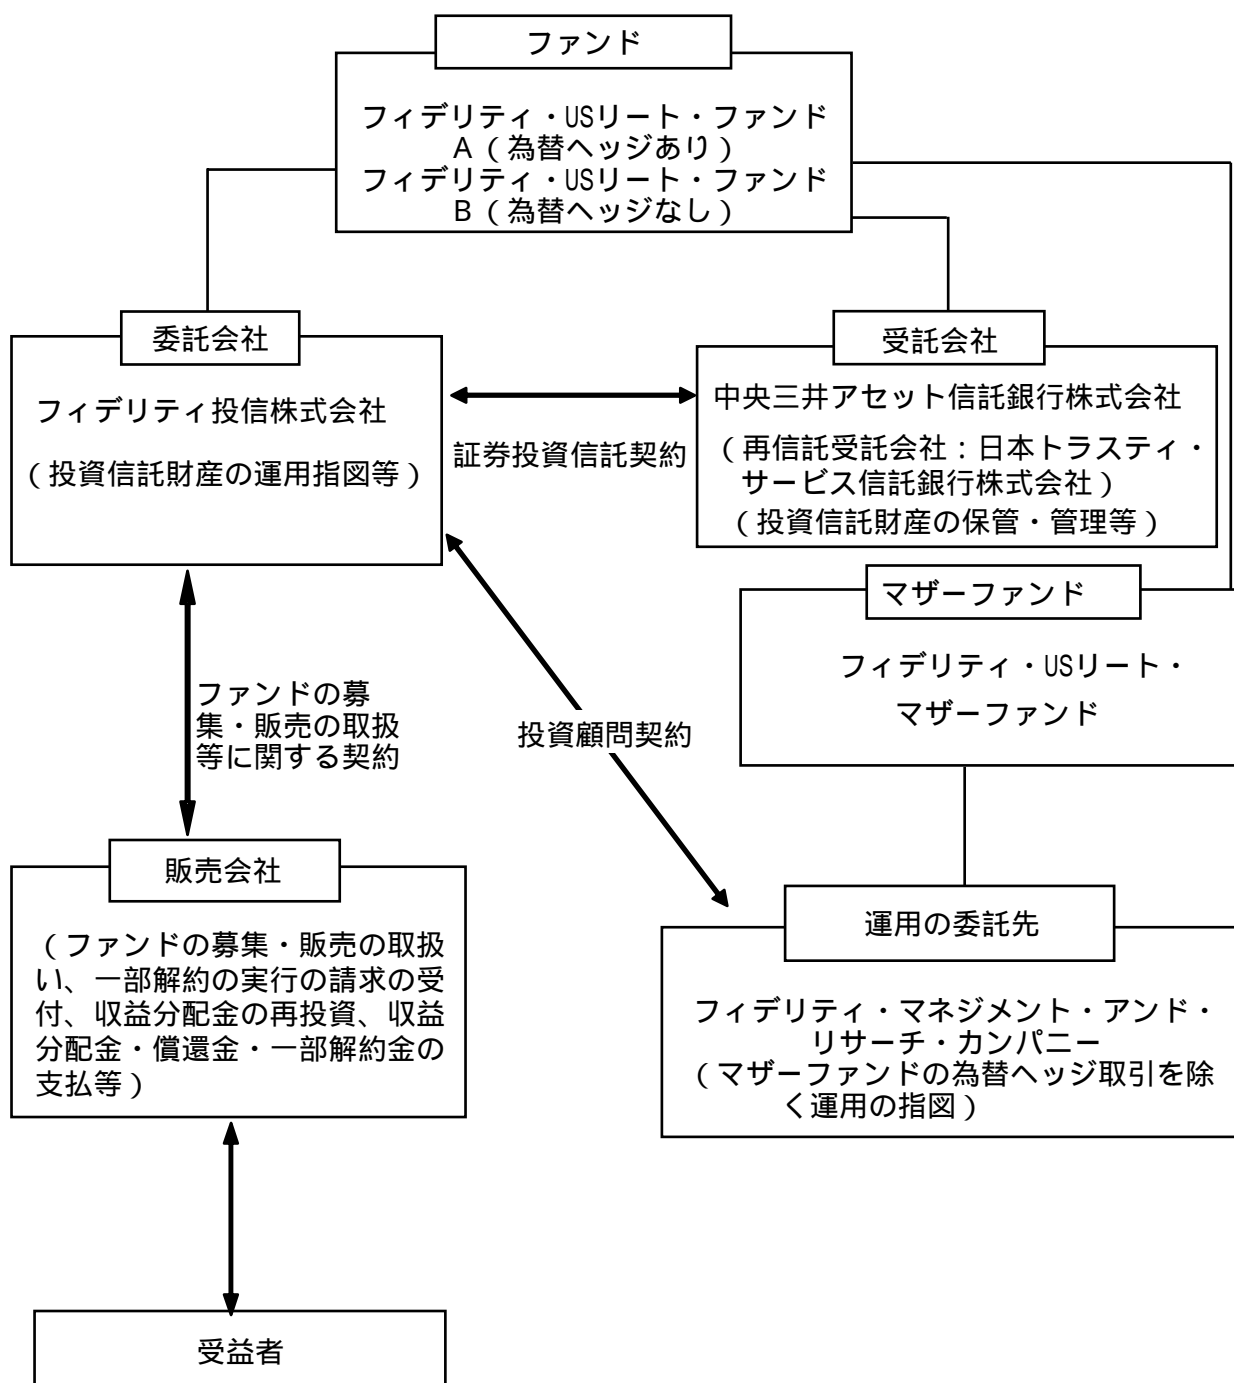 ファンド
フィデリティ・USリート・ファンド
A（為替ヘッジあり）
フィデリティ・USリート・ファンド
B（為替ヘッジなし）
委託会社
フィデリティ投信株式会社
（投資信託財産の運用指図等）
証券投資信託契約
受託会社
中央三井アセット信託銀行株式会社
（再信託受託会社：日本トラスティ・
サービス信託銀行株式会社）
（投資信託財産の保管・管理等）
マザーファンド
フィデリティ・USリート・
マザーファンド
ファンドの募
集・販売の取扱
等に関する契約
投資顧問契約
販売会社
（ファンドの募集・販売の取扱
い、一部解約の実行の請求の受
付、収益分配金の再投資、収益
分配金・償還金・一部解約金の
支払等）
運用の委託先
フィデリティ・マネジメント・アンド・
リサーチ・カンパニー
（マザーファンドの為替ヘッジ取引を除
く運用の指図）
受益者